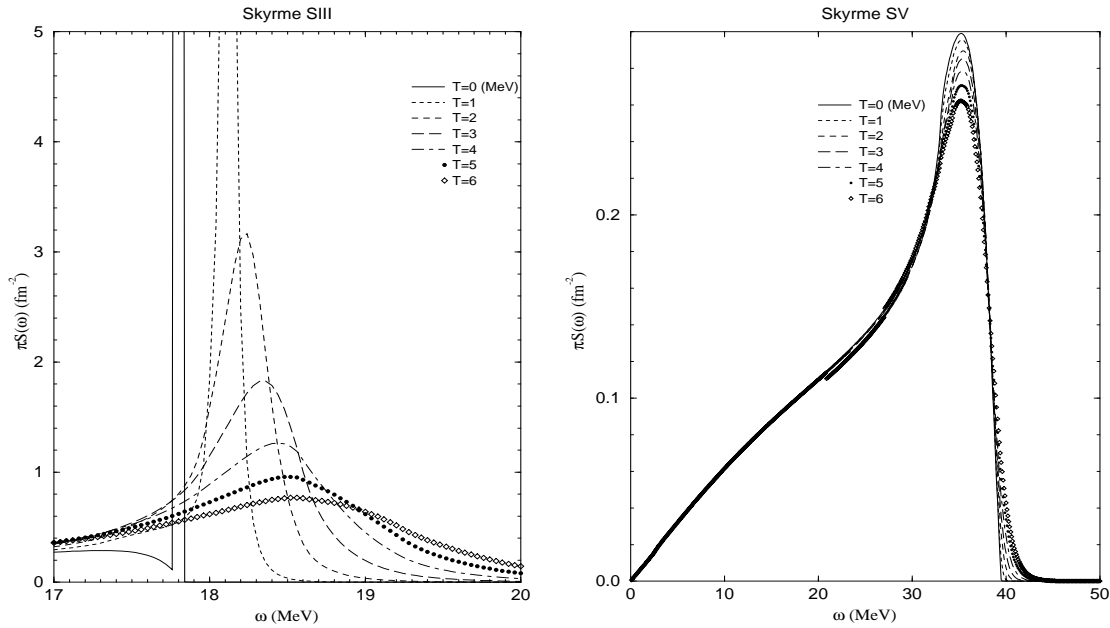 Skyrme SIII
5
4
3
2
1
0
πS(ω) (fm⁻²)
T=0 (MeV)
T=1
T=2
T=3
T=4
T=5
T=6
17
18
19
20
ω (MeV)
Skyrme SV
0.2
0.1
0.0
πS(ω) (fm⁻²)
T=0 (MeV)
T=1
T=2
T=3
T=4
T=5
T=6
0
10
20
30
40
50
ω (MeV)